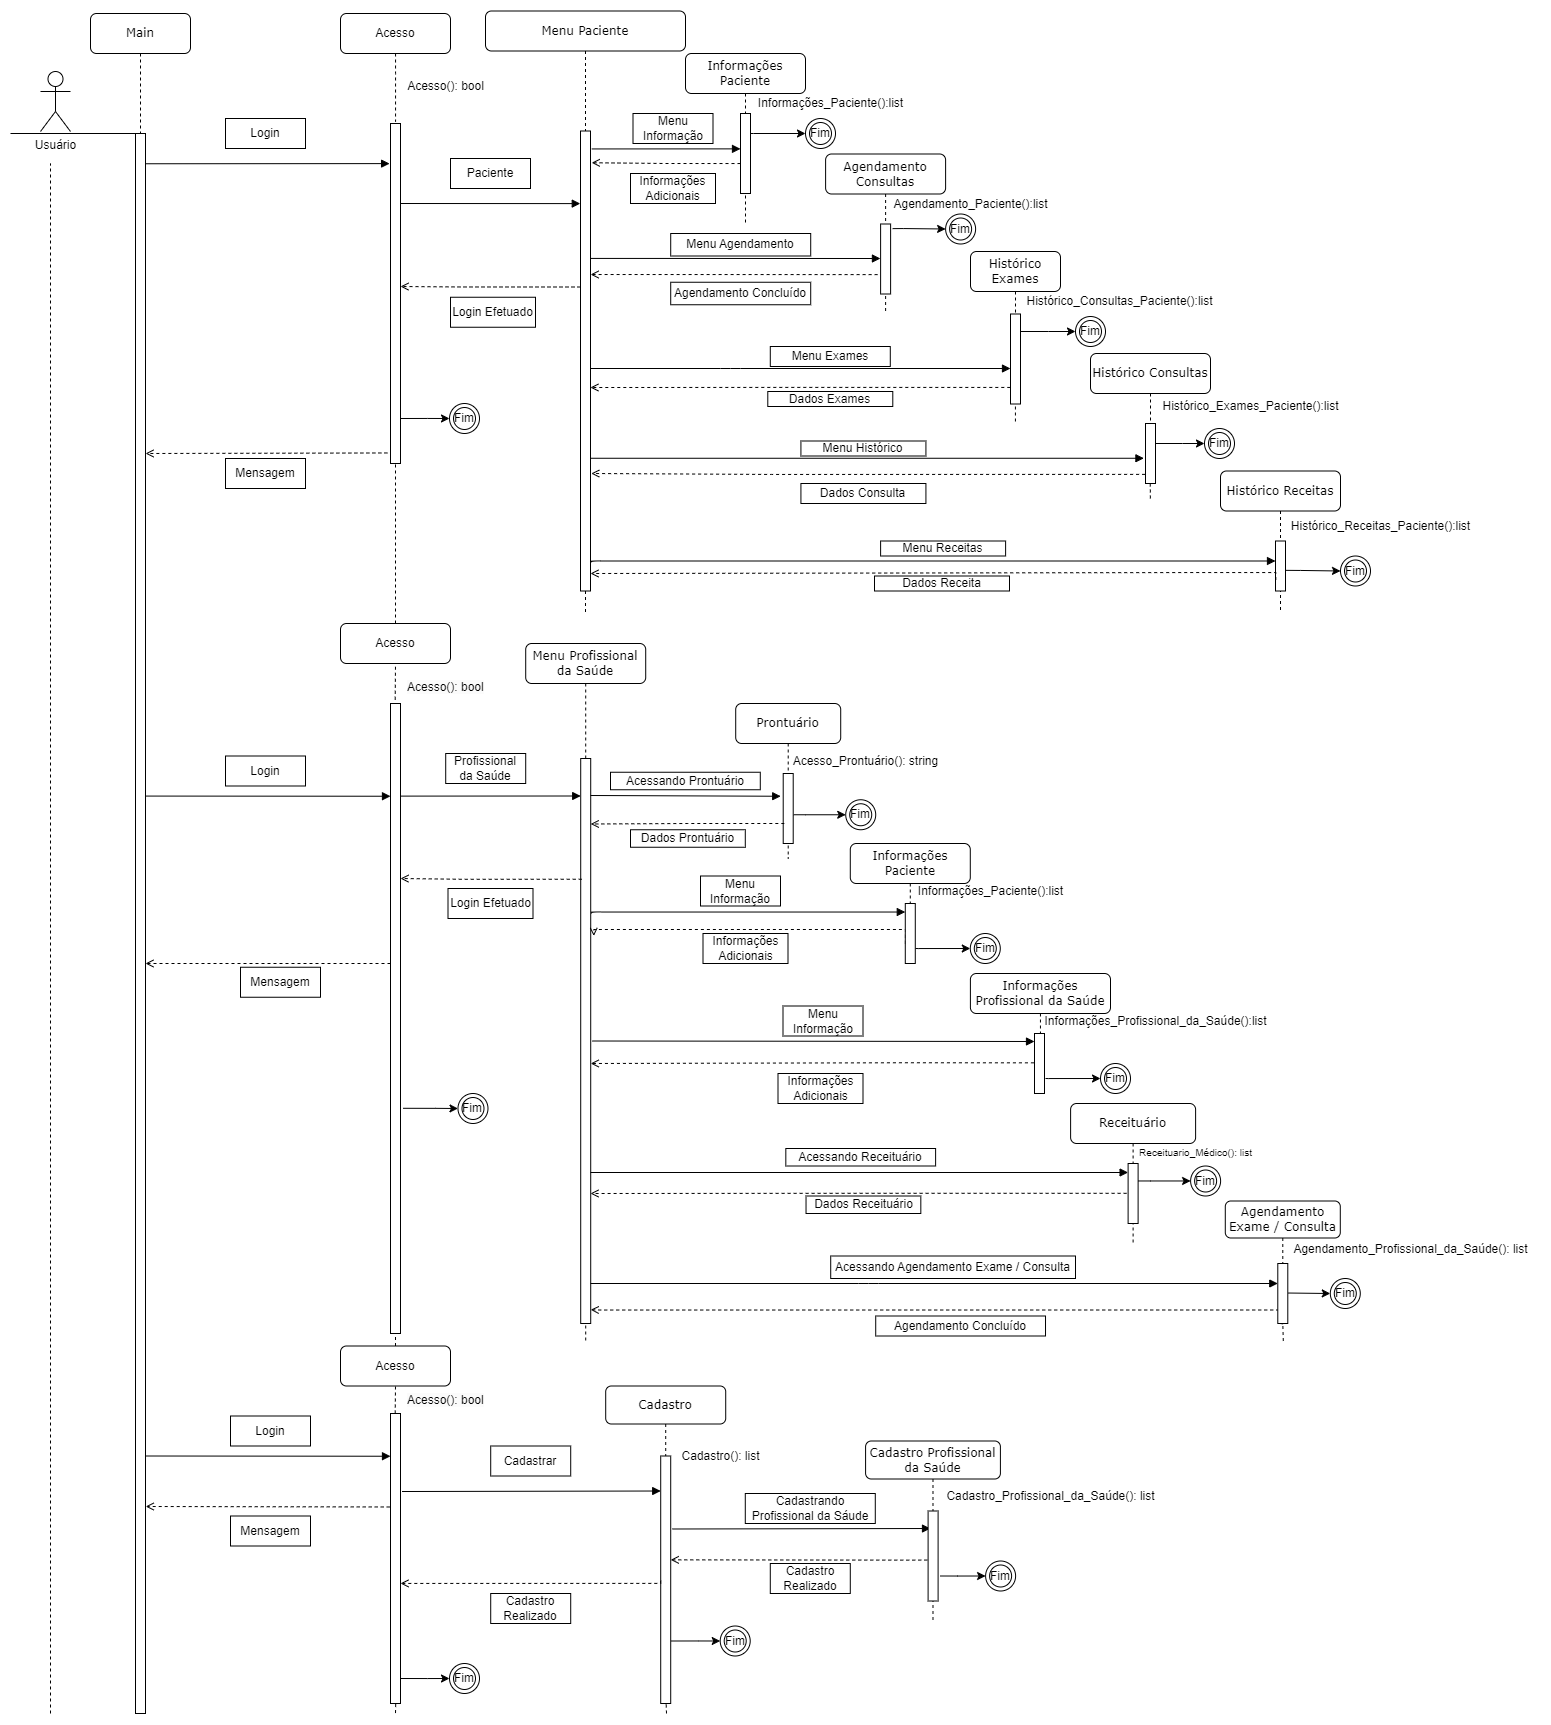 Main
Acesso
Menu Paciente
Informações
Paciente
Acesso(): bool
Informações_Paciente():list
Usuário
Login
Menu
Informação
Fim
Paciente
Informações
Adicionais
Agendamento
Consultas
Agendamento_Paciente():list
Fim
Menu Agendamento
Agendamento Concluído
Login Efetuado
Histórico
Exames
Histórico_Consultas_Paciente():list
Fim
Menu Exames
Dados Exames
Histórico Consultas
Histórico_Exames_Paciente():list
Fim
Fim
Mensagem
Menu Histórico
Dados Consulta
Histórico Receitas
Histórico_Receitas_Paciente():list
Menu Receitas
Dados Receita
Fim
Acesso
Acesso(): bool
Menu Profissional
da Saúde
Prontuário
Acesso_Prontuário(): string
Login
Profissional
da Saúde
Acessando Prontuário
Fim
Dados Prontuário
Informações
Paciente
Informações_Paciente():list
Login Efetuado
Menu
Informação
Informações
Adicionais
Fim
Mensagem
Informações
Profissional da Saúde
Informações_Profissional_da_Saúde():list
Menu
Informação
Informações
Adicionais
Fim
Fim
Receituário
Receituario_Médico(): list
Acessando Receituário
Fim
Dados Receituário
Agendamento
Exame / Consulta
Agendamento_Profissional_da_Saúde(): list
Acessando Agendamento Exame / Consulta
Fim
Agendamento Concluído
Acesso
Acesso(): bool
Cadastro
Login
Cadastro(): list
Cadastrar
Cadastro Profissional
da Saúde
Cadastro_Profissional_da_Saúde(): list
Cadastrando
Profissional da Sáude
Mensagem
Cadastro
Realizado
Fim
Cadastro
Realizado
Fim
Fim